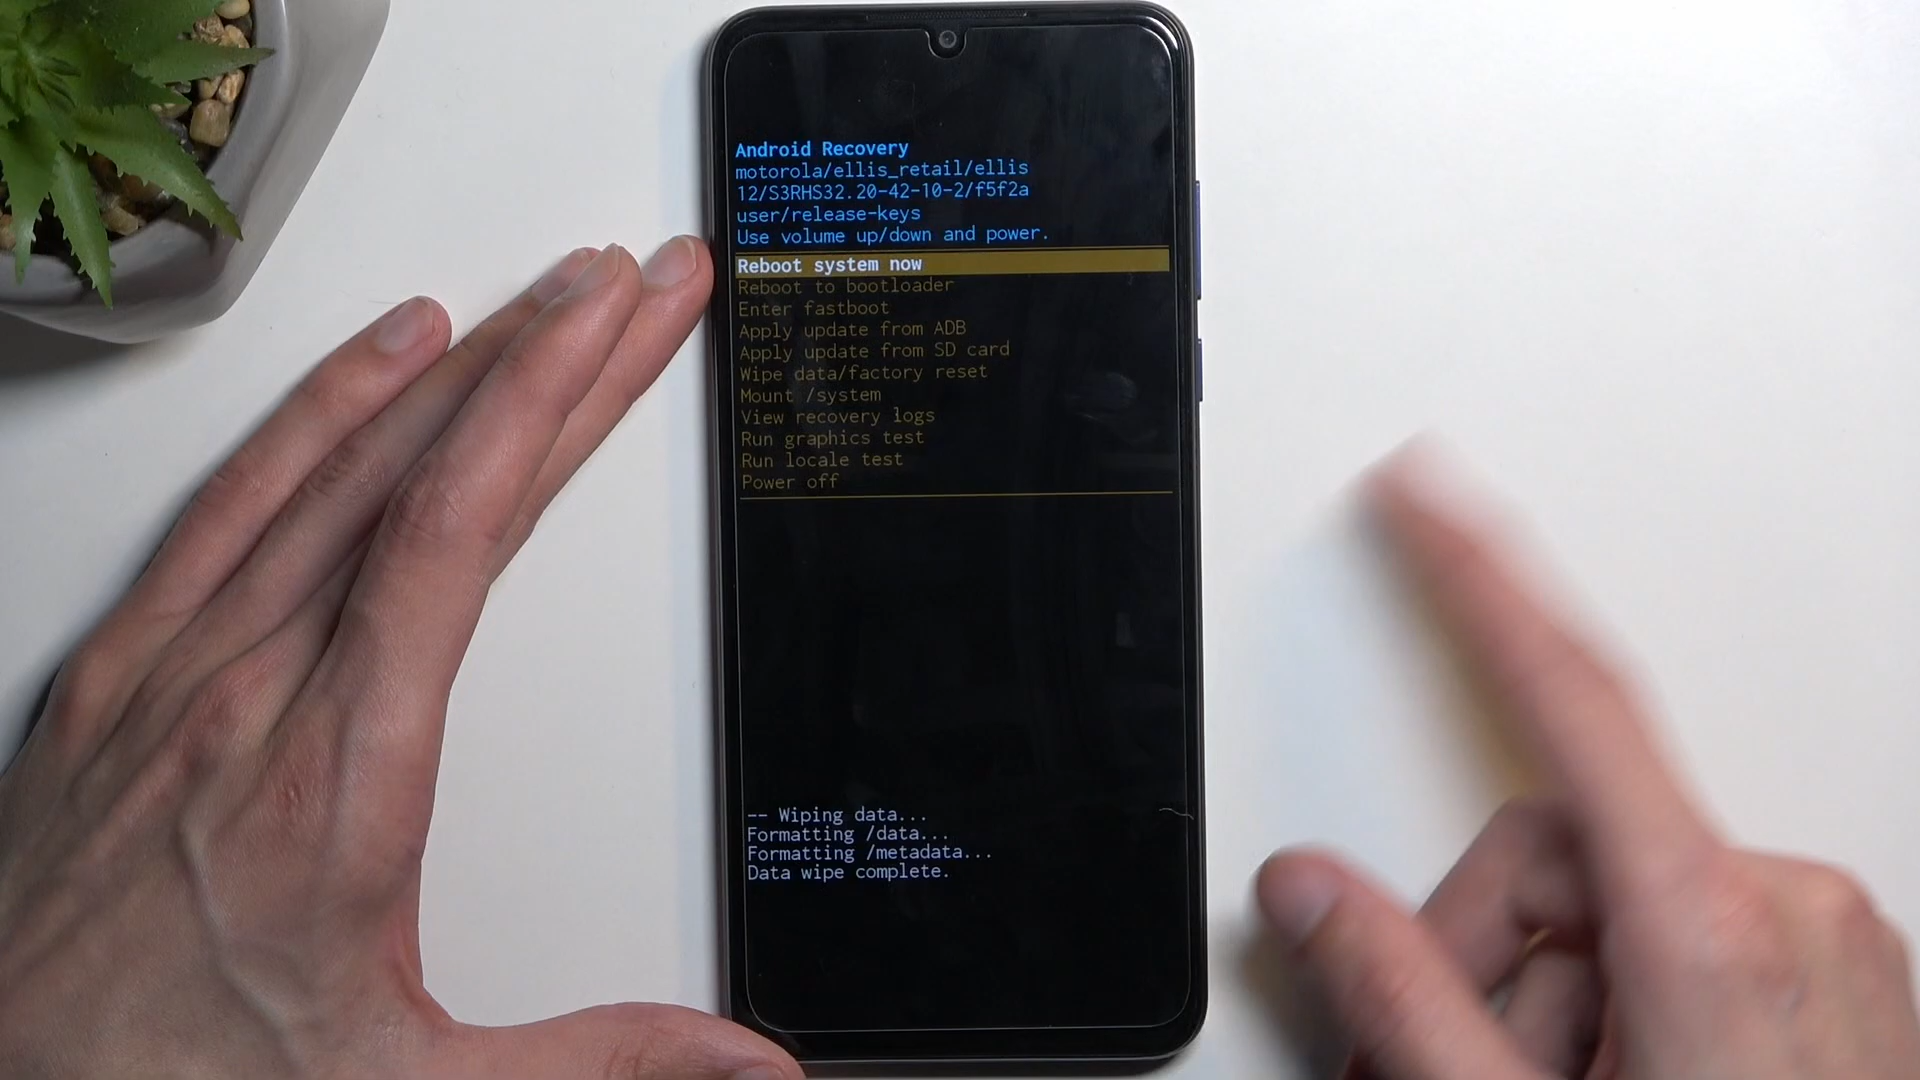 Android Recovery
motorola/ellis_retail/ellis
12/S3RHS32.20-42-10-2/f5f2a
user/release-keys
Use volume up/down and power.
Reboot system now
Reboot to bootloader
Enter fastboot
Apply update from ADB
Apply update from SD card
Wipe data/factory reset
Mount /system
View recovery logs
Run graphics test
Run locale test
Power off
-- Wiping data...
Formatting /data...
Formatting /metadata...
Data wipe complete.